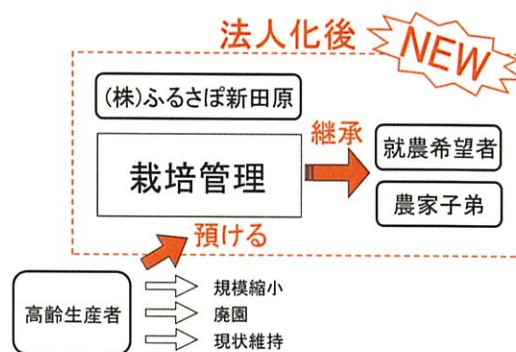 法人化後
NEW
(株)ふるさぽ新田原
栽培管理
継承
就農希望者
農家子弟
預ける
高齢生産者
規模縮小
廃園
現状維持